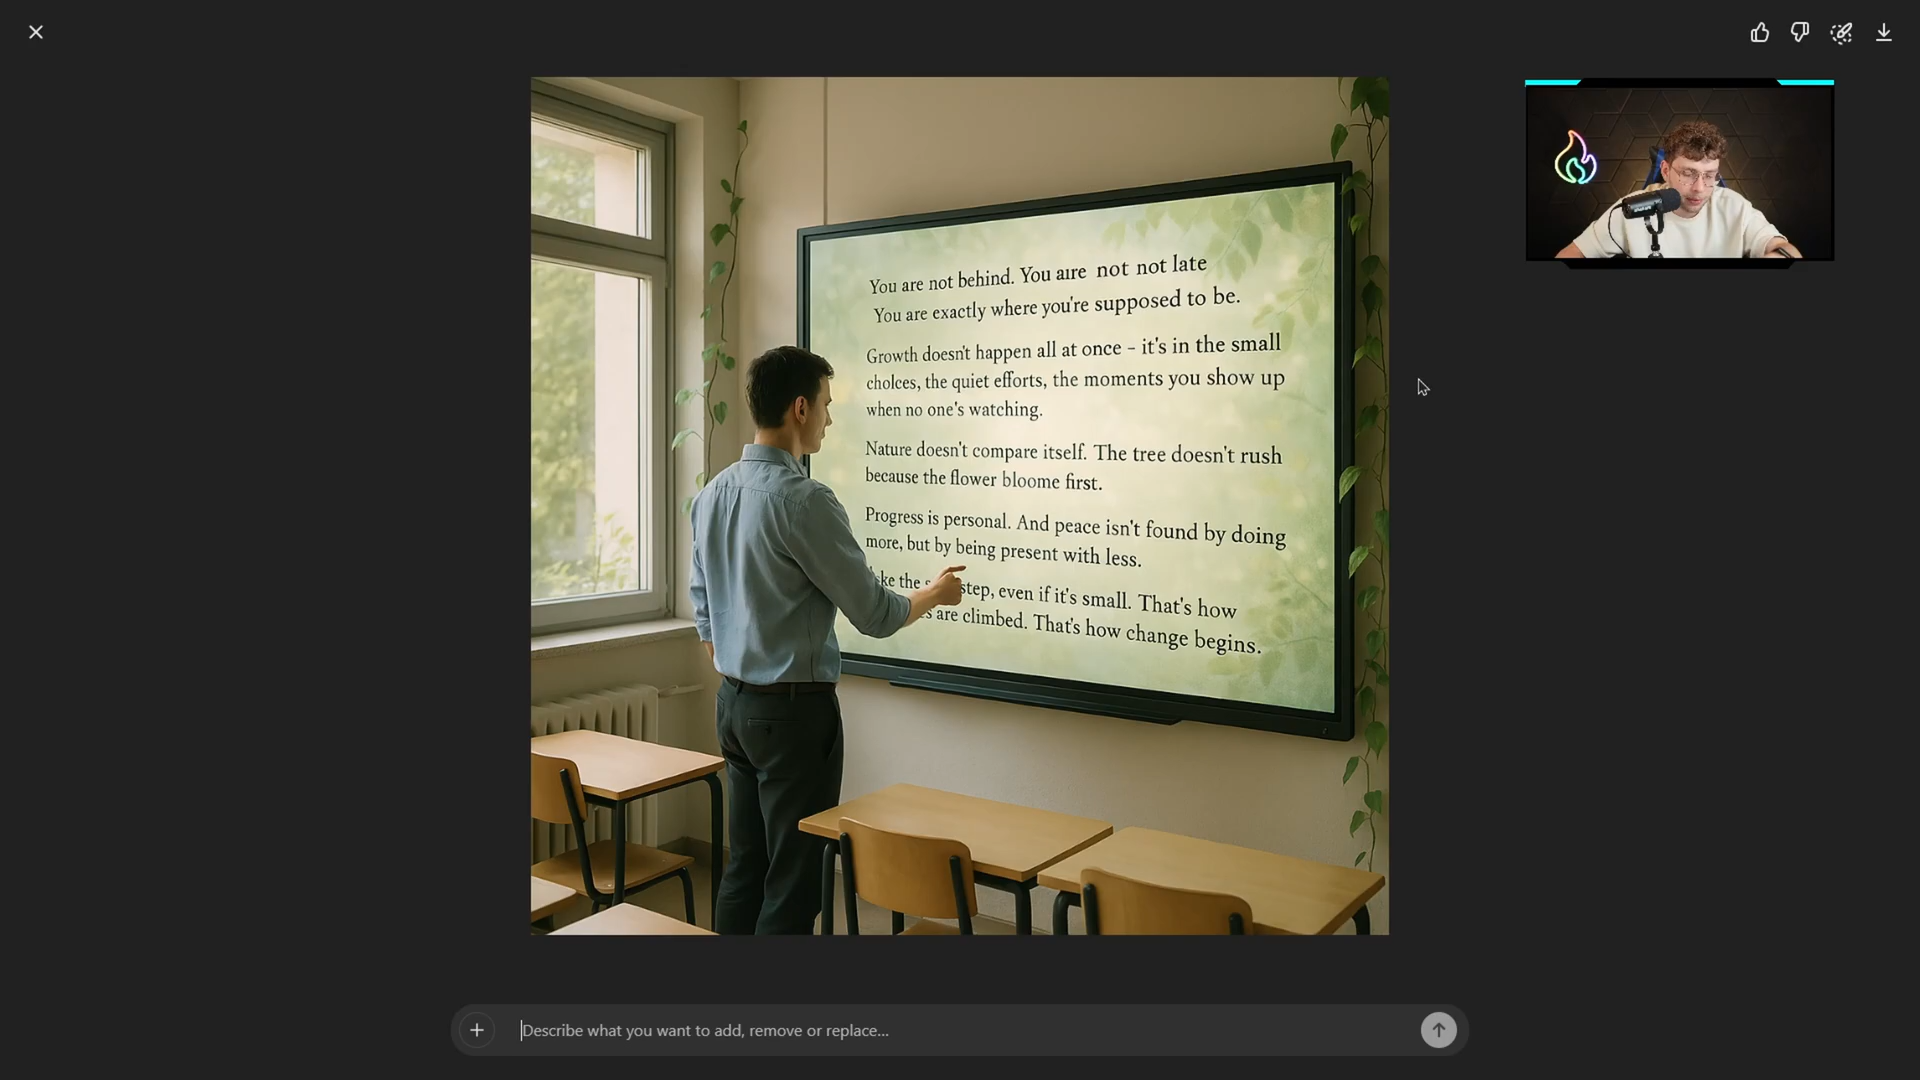 You are not behind. You aire not not late
You are exactly where you're supposed to be.
Growth doesn't happen all at once – it's in the small
cholces, the quiet efforts, the moments you show up
when no one's watching.
Nature doesn't compare itself. The tree doesn't rush
because the flower bloome first.
Progress is personal. And peace isn't found by doing
more, but by being present with less.
the step, even if it's small. That's how
are climbed. That's how change begins.
Describe what you want to add, remove or replace...